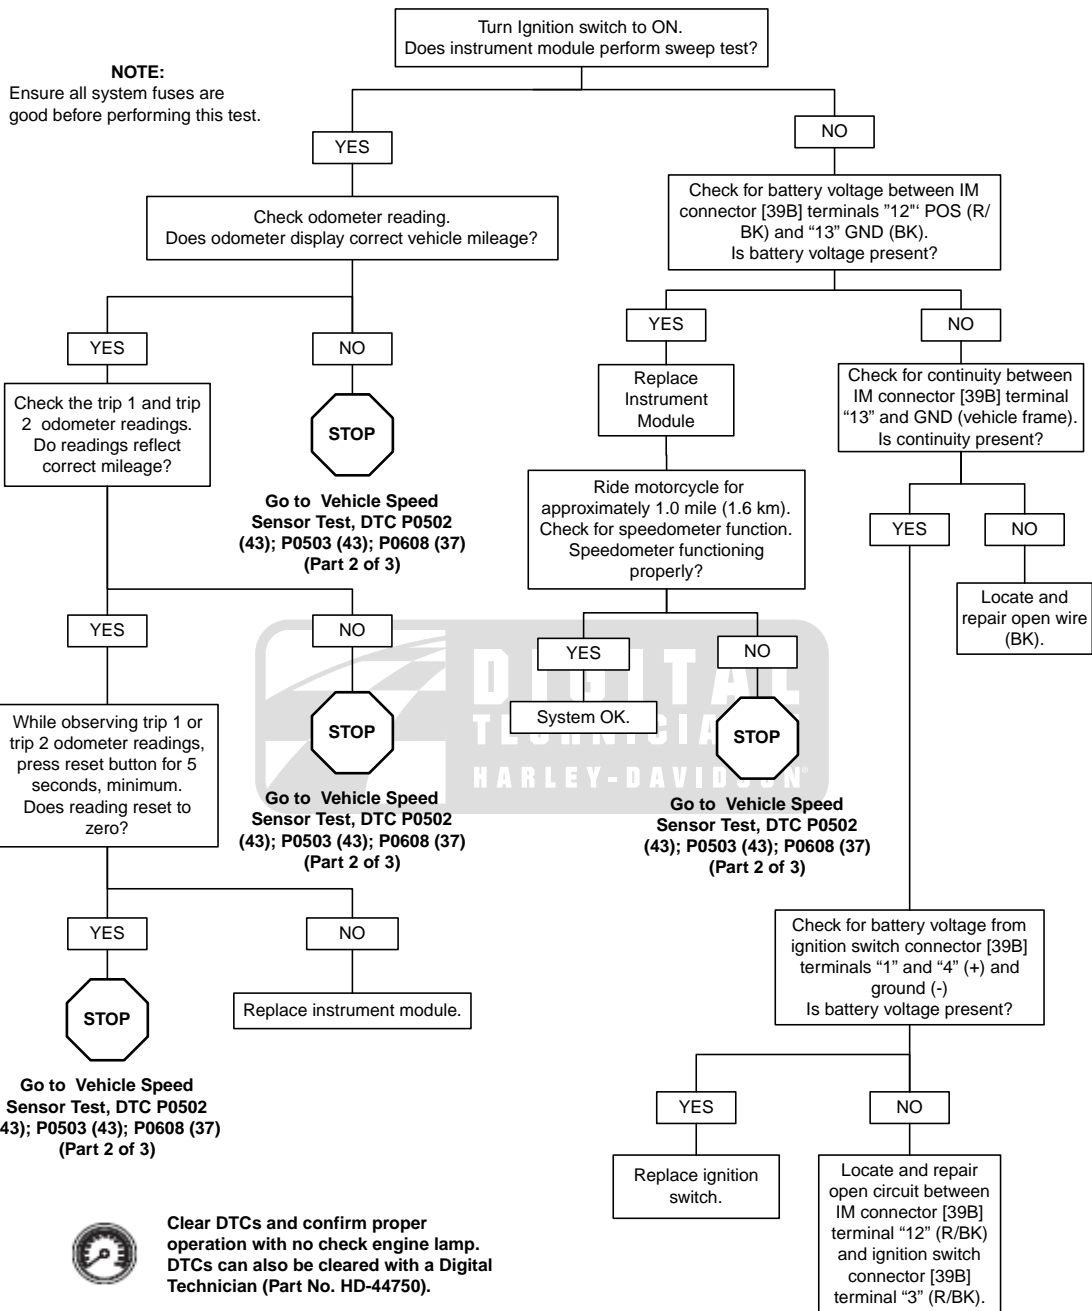 Turn Ignition switch to ON.
Does instrument module perform sweep test?
NOTE:
Ensure all system fuses are
good before performing this test.
YES
NO
Check odometer reading.
Does odometer display correct vehicle mileage?
Check for battery voltage between IM
connector [39B] terminals ”12"‘ POS (R/
BK) and “13” GND (BK).
Is battery voltage present?
YES
NO
YES
NO
Check the trip 1 and trip
2 odometer readings.
Do readings reflect
correct mileage?
STOP
Go to Vehicle Speed
Sensor Test, DTC P0502
(43); P0503 (43); P0608 (37)
(Part 2 of 3)
Replace
Instrument
Module
Check for continuity between
IM connector [39B] terminal
“13” and GND (vehicle frame).
Is continuity present?
Ride motorcycle for
approximately 1.0 mile (1.6 km).
Check for speedometer function.
Speedometer functioning
properly?
YES
NO
Locate and
repair open wire
(BK).
YES
NO
YES
NO
System OK.
STOP
Go to Vehicle Speed
Sensor Test, DTC P0502
(43); P0503 (43); P0608 (37)
(Part 2 of 3)
DIGITAL
TECHNICIA
HARLEY-DAVIDSON®
While observing trip 1 or
trip 2 odometer readings,
press reset button for 5
seconds, minimum.
Does reading reset to
zero?
STOP
Go to Vehicle Speed
Sensor Test, DTC P0502
(43); P0503 (43); P0608 (37)
(Part 2 of 3)
YES
NO
STOP
Replace instrument module.
Go to Vehicle Speed
Sensor Test, DTC P0502
43); P0503 (43); P0608 (37)
(Part 2 of 3)
Check for battery voltage from
ignition switch connector [39B]
terminals “1” and “4” (+) and
ground (-)
Is battery voltage present?
YES
NO
Replace ignition
switch.
Locate and repair
open circuit between
IM connector [39B]
terminal “12” (R/BK)
and ignition switch
connector [39B]
terminal “3” (R/BK).
Clear DTCs and confirm proper
operation with no check engine lamp.
DTCs can also be cleared with a Digital
Technician (Part No. HD-44750).